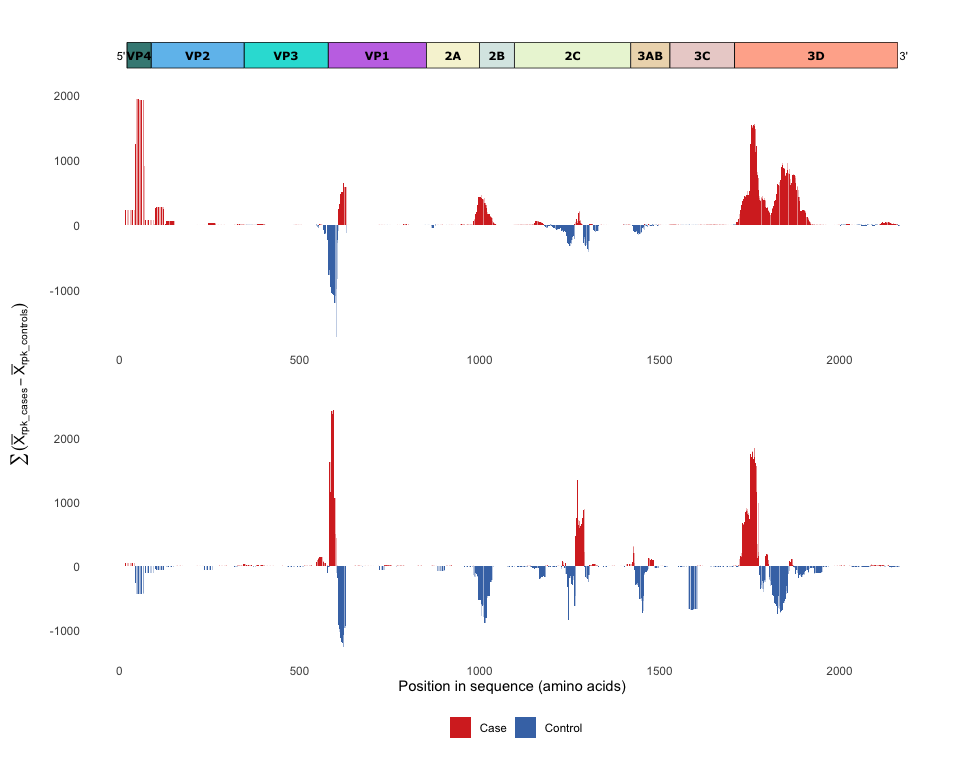 5' VP4 VP2 VP3 VP1 2A 2B 2C 3AB 3C 3D 3'
2000
1000
0
-1000
0 500 1000 1500 2000
∑ (X̅rpk_cases – X̅rpk_controls)
2000
1000
0
-1000
0 500 1000 1500 2000
Position in sequence (amino acids)
Case Control